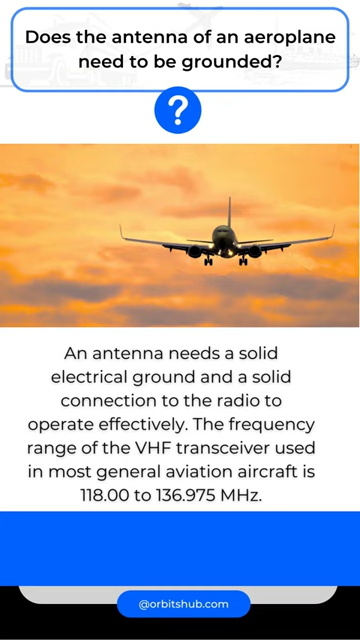 Does the antenna of an aeroplane
need to be grounded?
?
An antenna needs a solid
electrical ground and a solid
connection to the radio to
operate effectively. The frequency
range of the VHF transceiver used
in most general aviation aircraft is
118.00 to 136.975 MHz.
@orbitshub.com